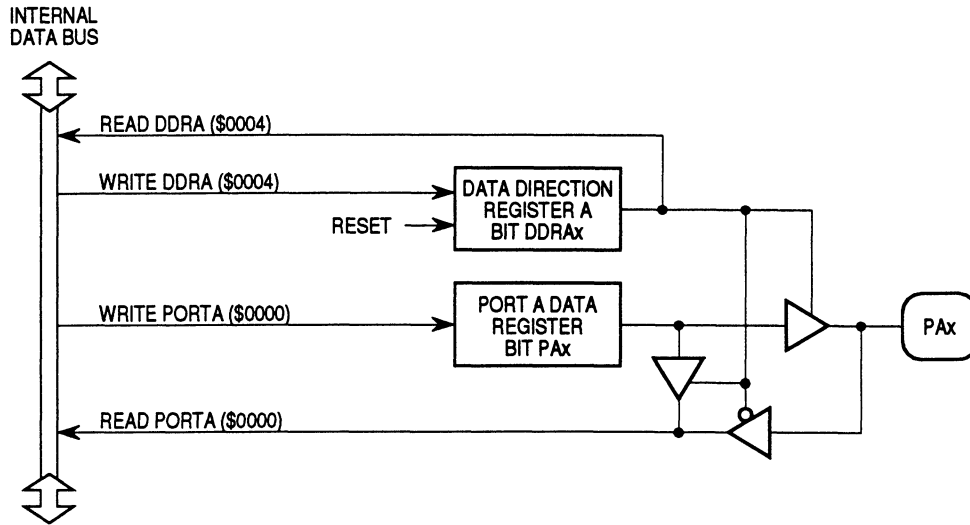 INTERNAL
DATA BUS
READ DDRA ($0004)
WRITE DDRA ($0004)
RESET
DATA DIRECTION
REGISTER A
BIT DDRAx
WRITE PORTA ($0000)
PORT A DATA
REGISTER
BIT PAx
PAx
READ PORTA ($0000)